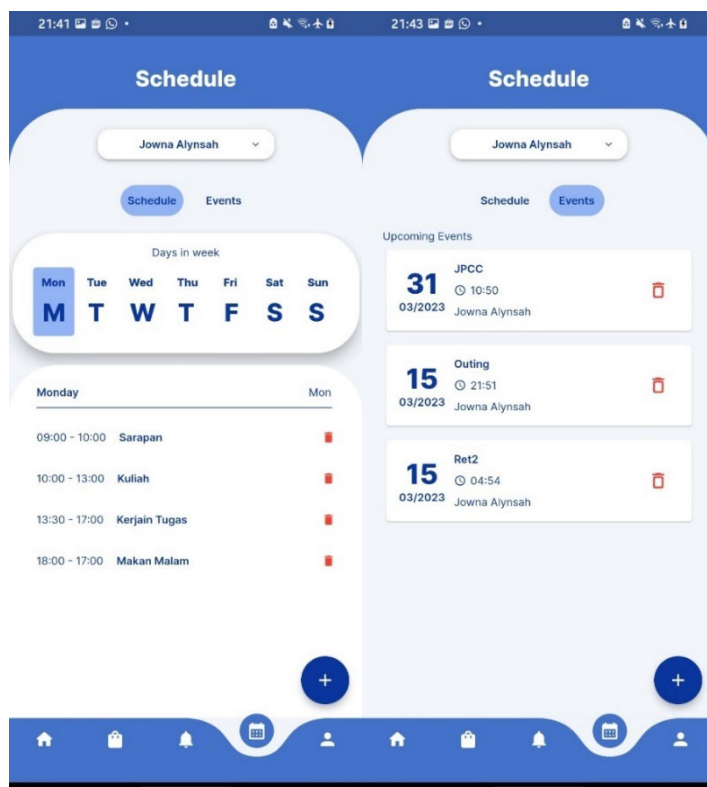 21:41
Schedule
Jowna Alynsah
Schedule Events
Days in week
Mon Tue Wed Thu Fri Sat Sun
M T W T F S S
Monday Mon
09:00 - 10:00 Sarapan
10:00 - 13:00 Kuliah
13:30 - 17:00 Kerjain Tugas
18:00 - 17:00 Makan Malam
+
21:43
Schedule
Jowna Alynsah
Schedule Events
Upcoming Events
31
03/2023
JPCC
10:50
Jowna Alynsah
15
03/2023
Outing
21:51
Jowna Alynsah
15
03/2023
Ret2
04:54
Jowna Alynsah
+